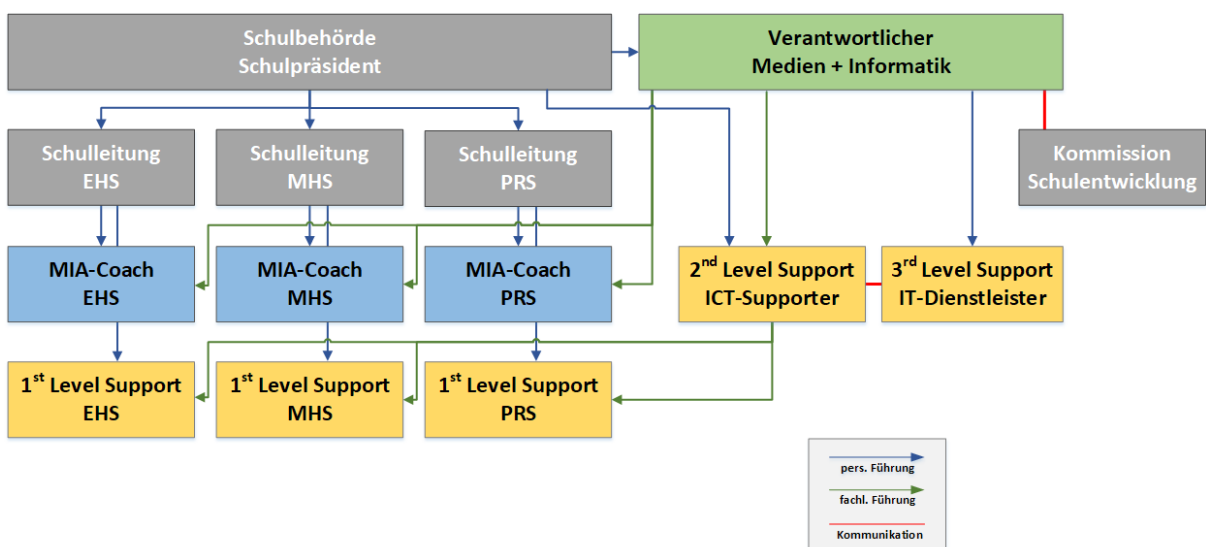 Schulbehörde
Schulpräsident
Verantwortlicher
Medien + Informatik
Schulleitung
EHS
Schulleitung
MHS
Schulleitung
PRS
Kommission
Schulentwicklung
MIA-Coach
EHS
MIA-Coach
MHS
MIA-Coach
PRS
2nd Level Support
ICT-Supporter
3rd Level Support
IT-Dienstleister
1st Level Support
EHS
1st Level Support
MHS
1st Level Support
PRS
pers. Führung
fachl. Führung
Kommunikation